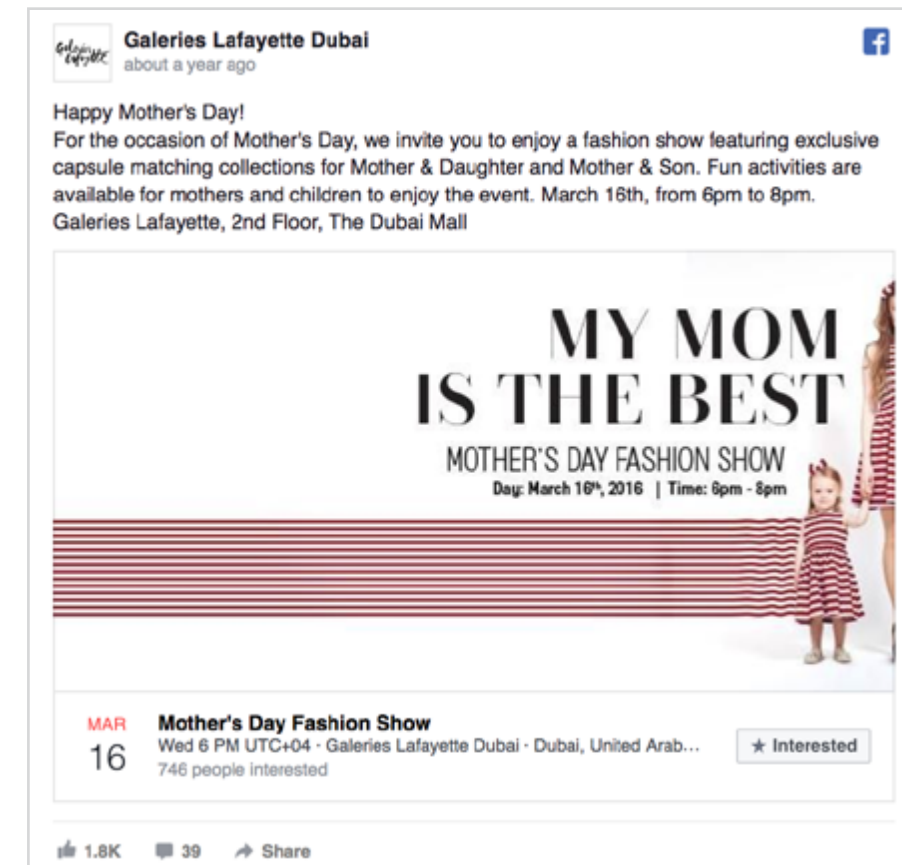 Galeries Lafayette
Galeries Lafayette Dubai
about a year ago
Happy Mother's Day!
For the occasion of Mother's Day, we invite you to enjoy a fashion show featuring exclusive
capsule matching collections for Mother & Daughter and Mother & Son. Fun activities are
available for mothers and children to enjoy the event. March 16th, from 6pm to 8pm.
Galeries Lafayette, 2nd Floor, The Dubai Mall
MY MOM
IS THE BEST
MOTHER'S DAY FASHION SHOW
Day: March 16th, 2016 | Time: 6pm - 8pm
MAR
16
Mother's Day Fashion Show
Wed 6 PM UTC+04 · Galeries Lafayette Dubai · Dubai, United Arab...
746 people interested
★ Interested
1.8K 39 Share